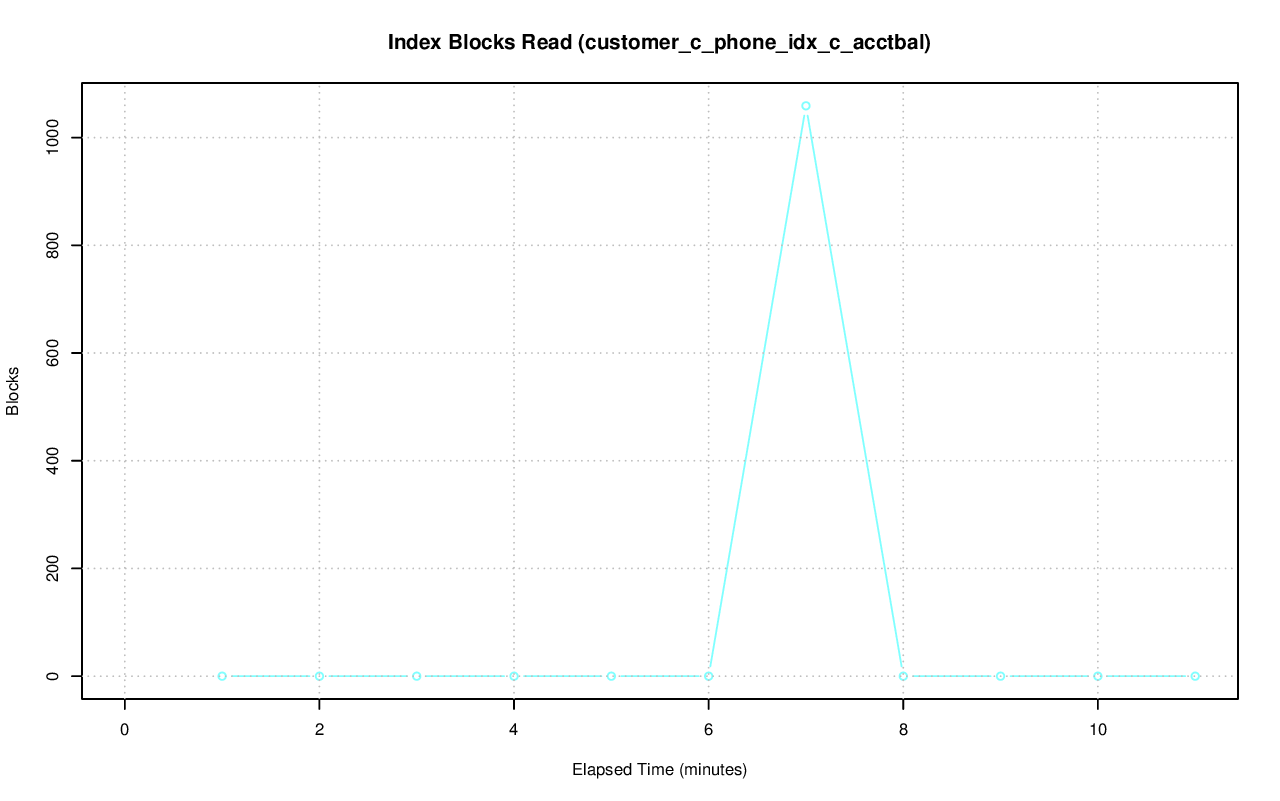 Index Blocks Read (customer_c_phone_idx_c_acctbal)
Blocks
1000
800
600
400
200
0
0 2 4 6 8 10
Elapsed Time (minutes)